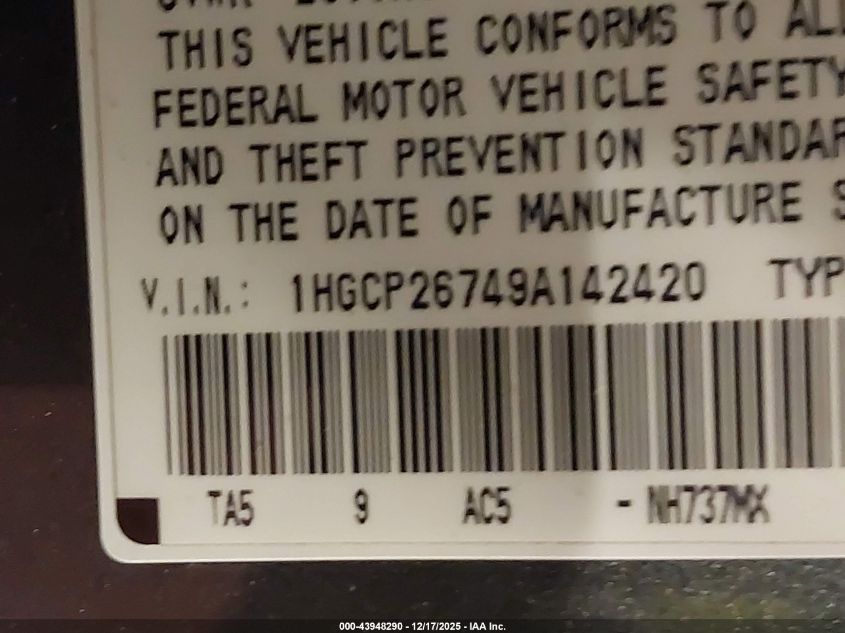 THIS VEHICLE CONFORMS TO ALL
FEDERAL MOTOR VEHICLE SAFETY
AND THEFT PREVENTION STANDAR
ON THE DATE OF MANUFACTURE S
V.I.N.: 1HGCP26749A142420 TYP
TA5 9 AC5 - NH737MX
000-43948290 - 12/17/2025 - IAA Inc.